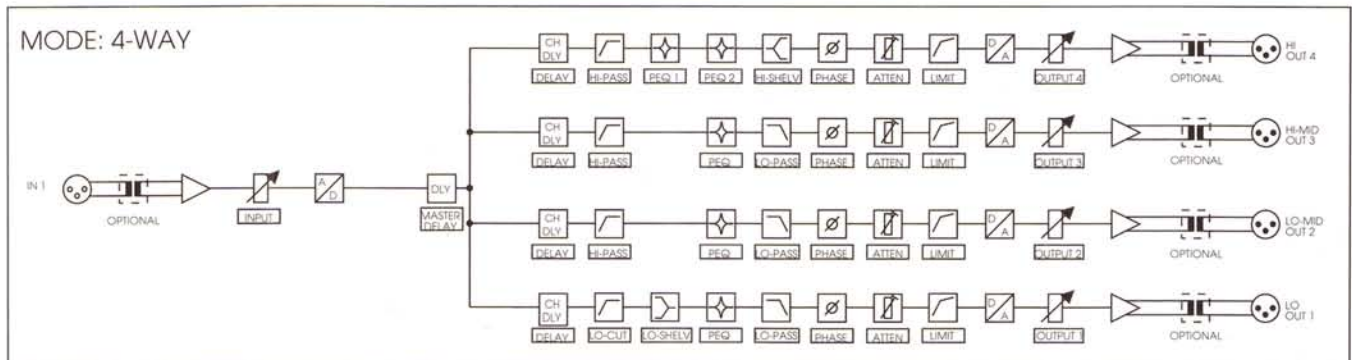 MODE: 4-WAY
CH DLY A D HI OUT 4
DELAY HI-PASS PEQ 1 PEQ 2 HI-SHELV PHASE ATTEN LIMIT D A OUTPUT 4 OPTIONAL
CH DLY D A HI-MID OUT 3
DELAY HI-PASS PEQ LO-PASS PHASE ATTEN LIMIT OUTPUT 3 OPTIONAL
IN 1 DLY
OPTIONAL INPUT MASTER DELAY
CH DLY D A LO-MID OUT 2
DELAY HI-PASS PEQ LO-PASS PHASE ATTEN LIMIT OUTPUT 2 OPTIONAL
CH DLY D A LO OUT 1
DELAY LO-CUT LO-SHELV PEQ LO-PASS PHASE ATTEN LIMIT OUTPUT 1 OPTIONAL